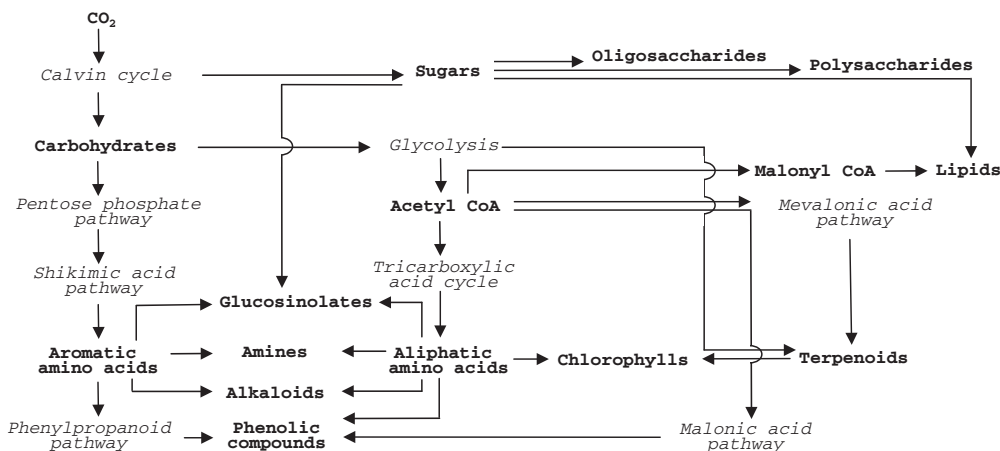 CO2
Calvin cycle
Sugars
Oligosaccharides
Polysaccharides
Carbohydrates
Glycolysis
Malonyl CoA
Lipids
Pentose phosphate
pathway
Acetyl CoA
Mevalonic acid
pathway
Shikimic acid
pathway
Tricarboxylic
acid cycle
Glucosinolates
Aromatic
amino acids
Amines
Aliphatic
amino acids
Chlorophylls
Terpenoids
Alkaloids
Phenylpropanoid
pathway
Phenolic
compounds
Malonic acid
pathway